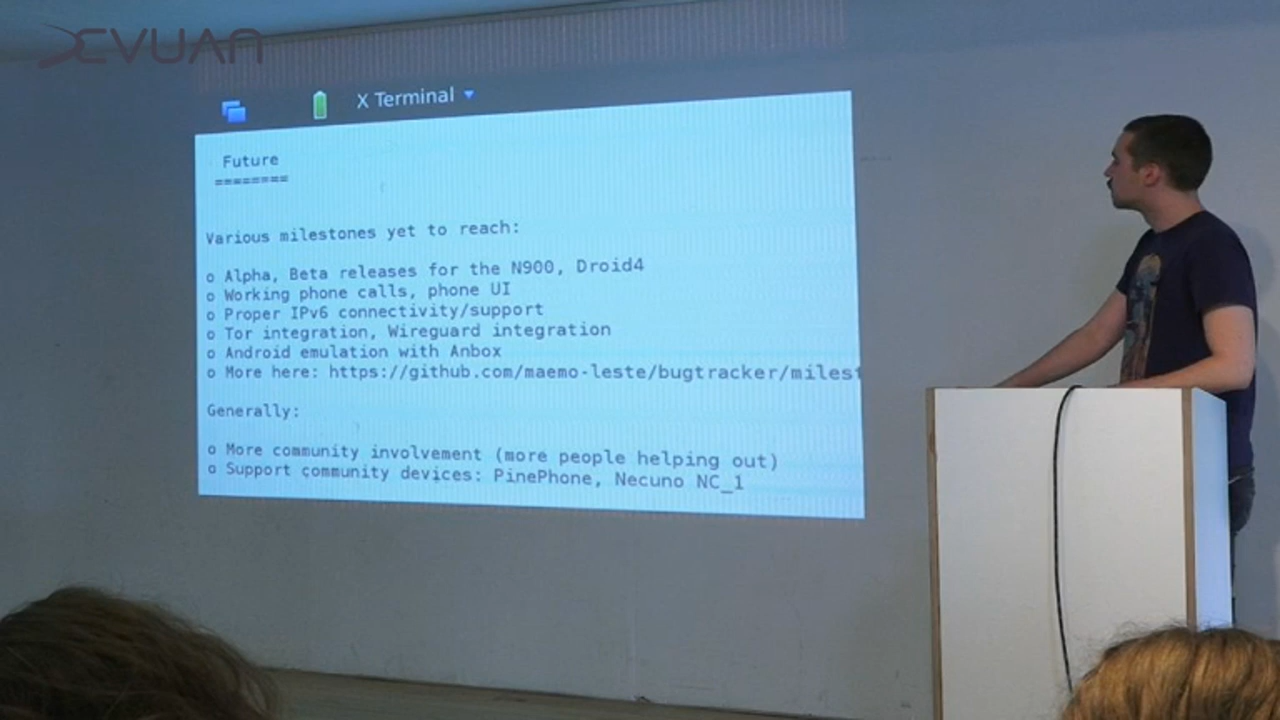 DEVUAN
X Terminal
Future
========
Various milestones yet to reach:
o Alpha, Beta releases for the N900, Droid4
o Working phone calls, phone UI
o Proper IPv6 connectivity/support
o Tor integration, Wireguard integration
o Android emulation with Anbox
o More here: https://github.com/maemo-leste/bugtracker/milest
Generally:
o More community involvement (more people helping out)
o Support community devices: PinePhone, Necuno NC_1